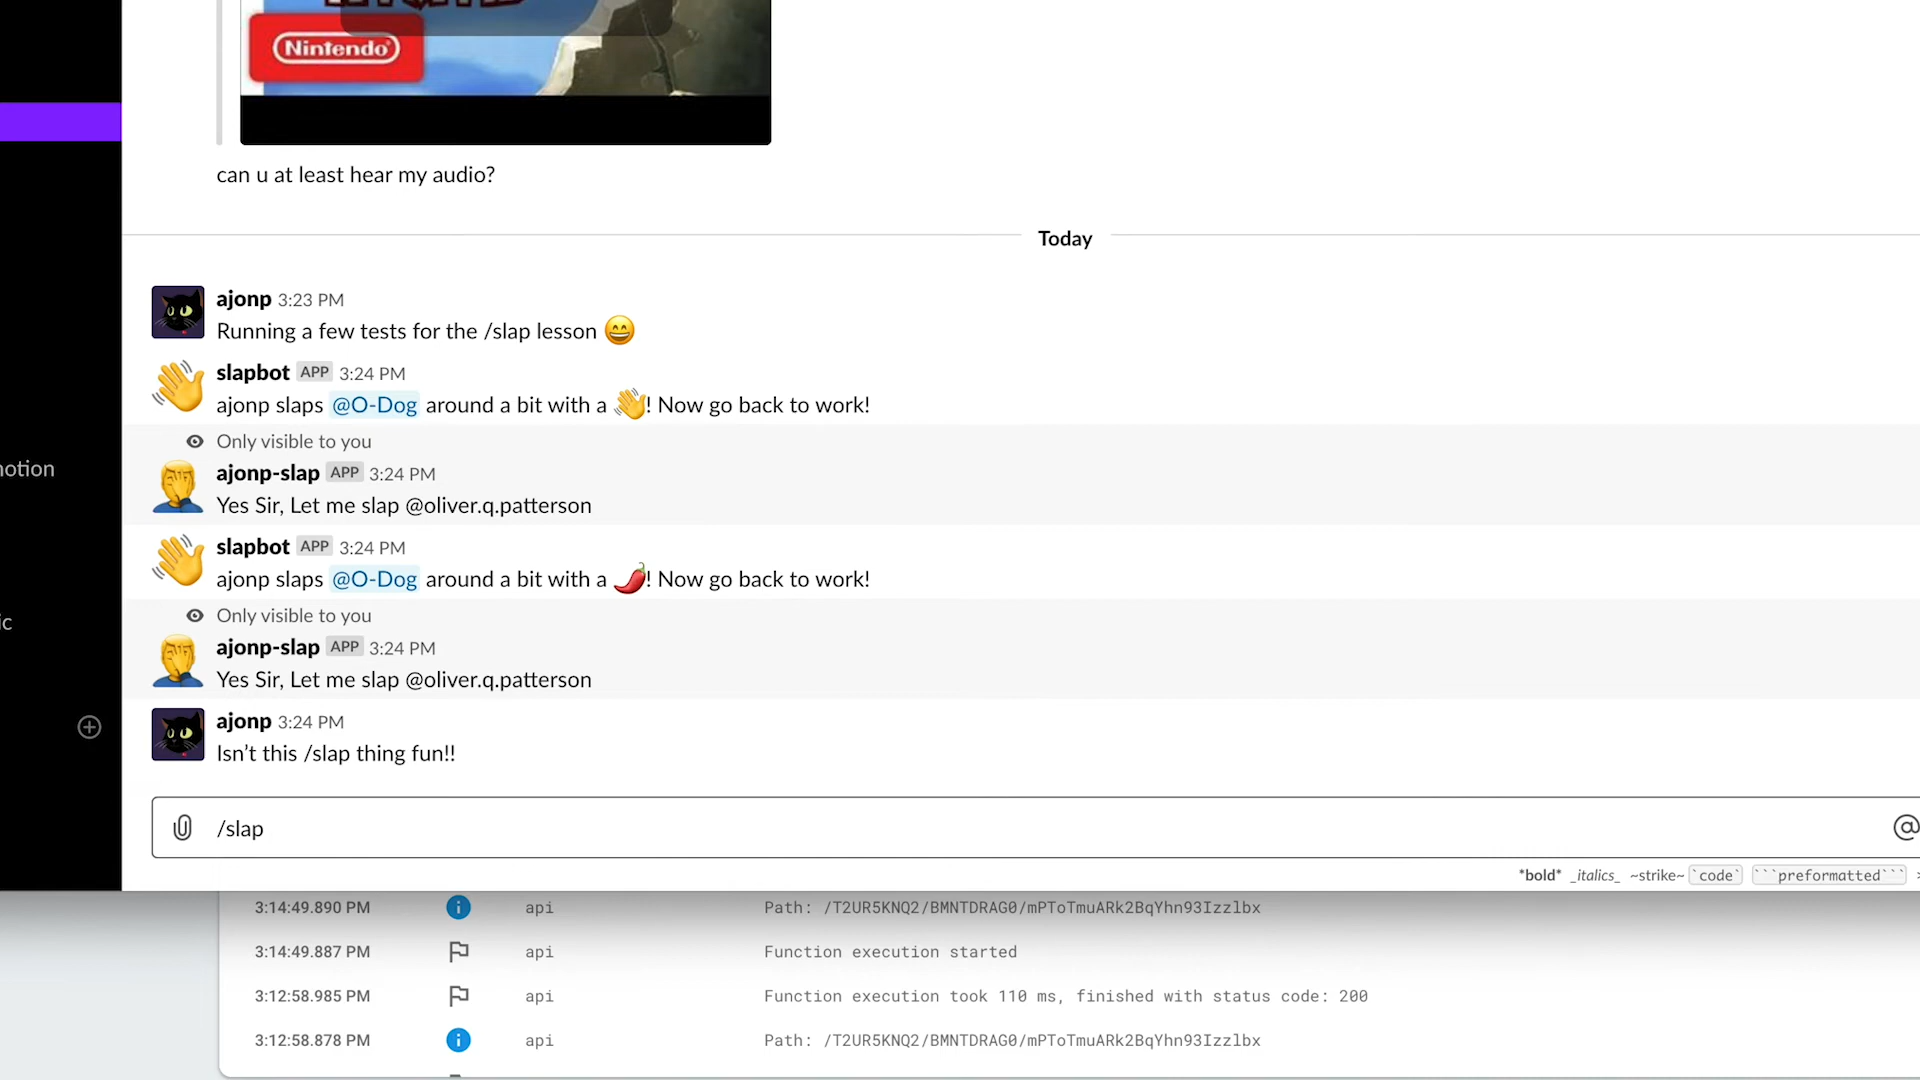 Nintendo
can u at least hear my audio?
Today
ajonp 3:23 PM
Running a few tests for the /slap lesson 😄
slapbot APP 3:24 PM
ajonp slaps @O-Dog around a bit with a 👋! Now go back to work!
Only visible to you
ajonp-slap APP 3:24 PM
Yes Sir, Let me slap @oliver.q.patterson
slapbot APP 3:24 PM
ajonp slaps @O-Dog around a bit with a 🌶️! Now go back to work!
Only visible to you
ajonp-slap APP 3:24 PM
Yes Sir, Let me slap @oliver.q.patterson
ajonp 3:24 PM
Isn’t this /slap thing fun!!
/slap
*bold* _italics_ ~strike~ `code` ```preformatted``` >
otion
ic
3:14:49.890 PM api Path: /T2UR5KNQ2/BMNTDRAG0/mPToTmuARk2BqYhn93Izzlbx
3:14:49.887 PM api Function execution started
3:12:58.985 PM api Function execution took 110 ms, finished with status code: 200
3:12:58.878 PM api Path: /T2UR5KNQ2/BMNTDRAG0/mPToTmuARk2BqYhn93Izzlbx